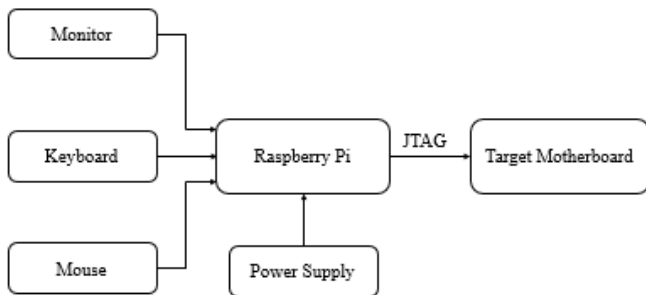 Monitor
Keyboard
Raspberry Pi
JTAG
Target Motherboard
Mouse
Power Supply